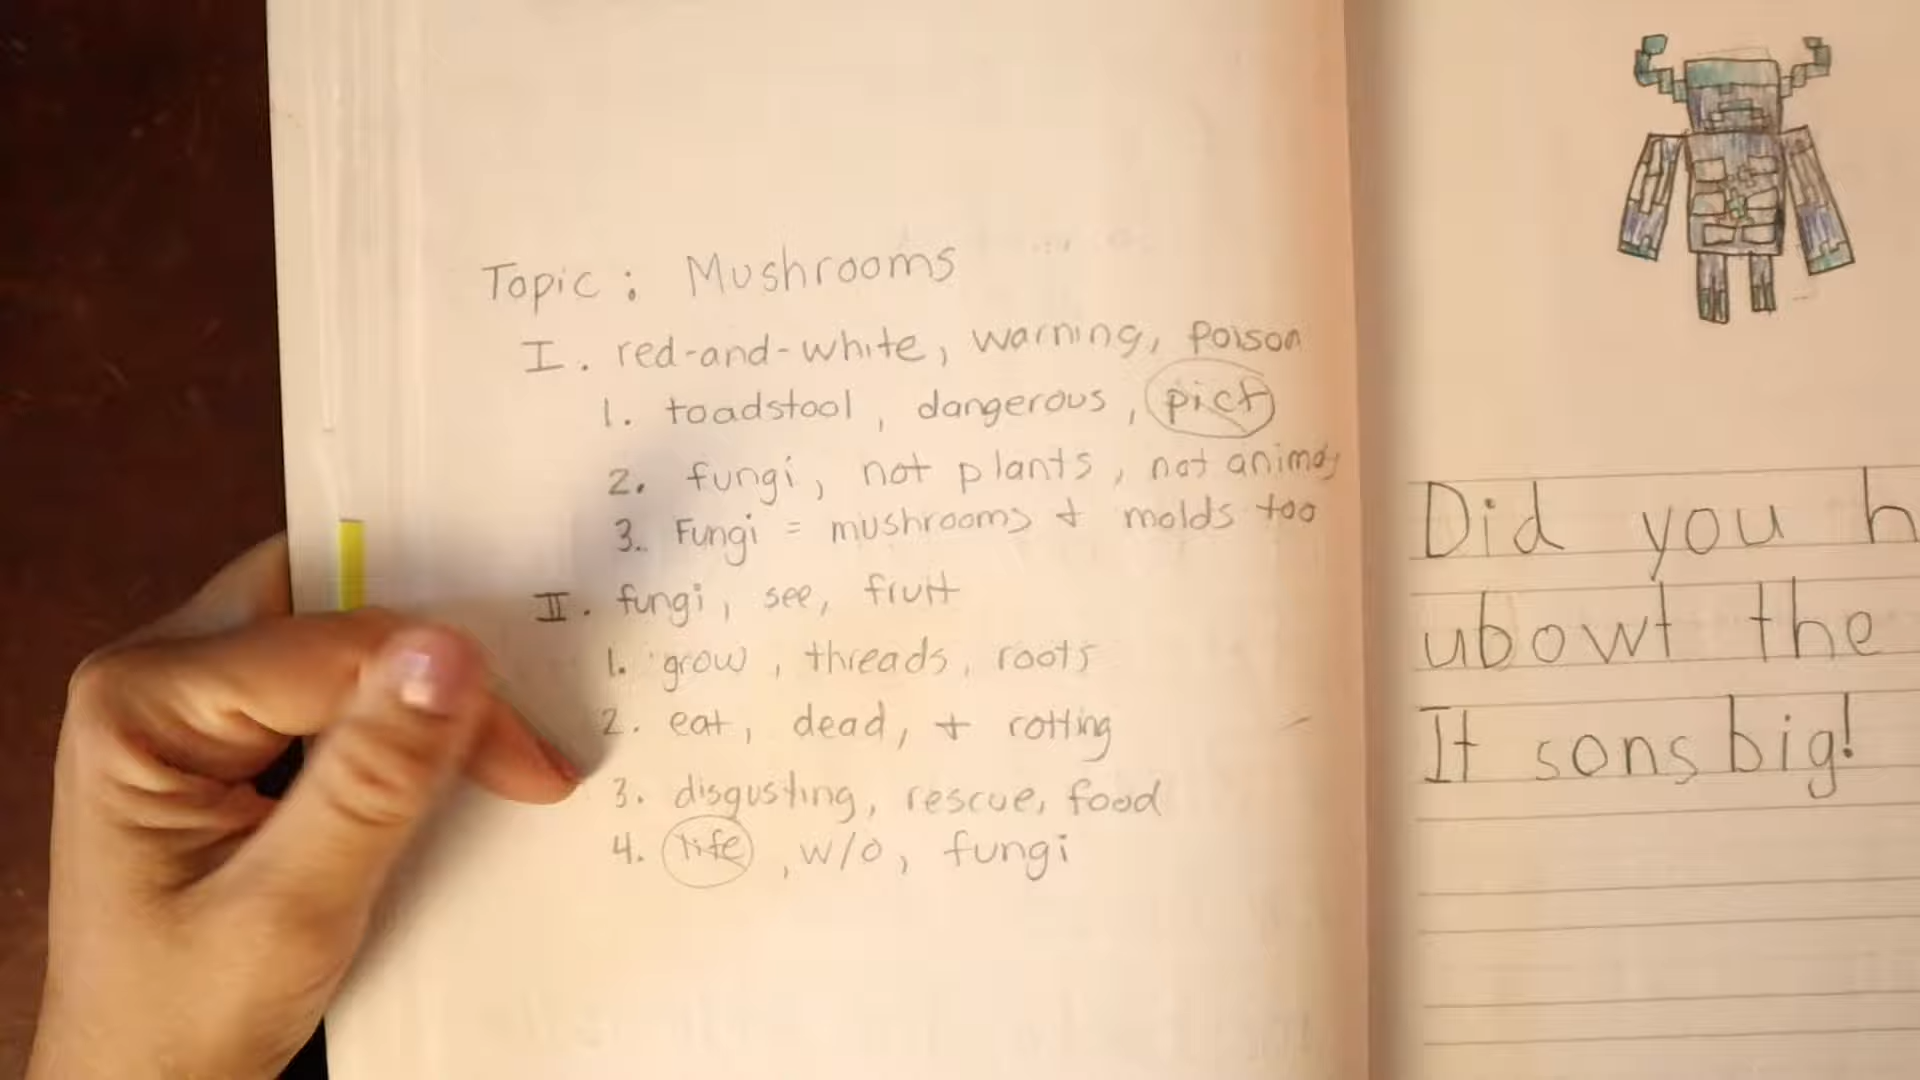 Topic: Mushrooms
I. red-and-white, warning, poison
1. toadstool, dangerous, pict
2. fungi, not plants, not
3. Fungi = mushrooms + molds too
II. fungi, see, fruit
1. grow, threads, roots
2. eat, dead, + rotting
3. disgusting, rescue, food
4. life, w/o, fungi
Did you h
ubowt the
It sons big!